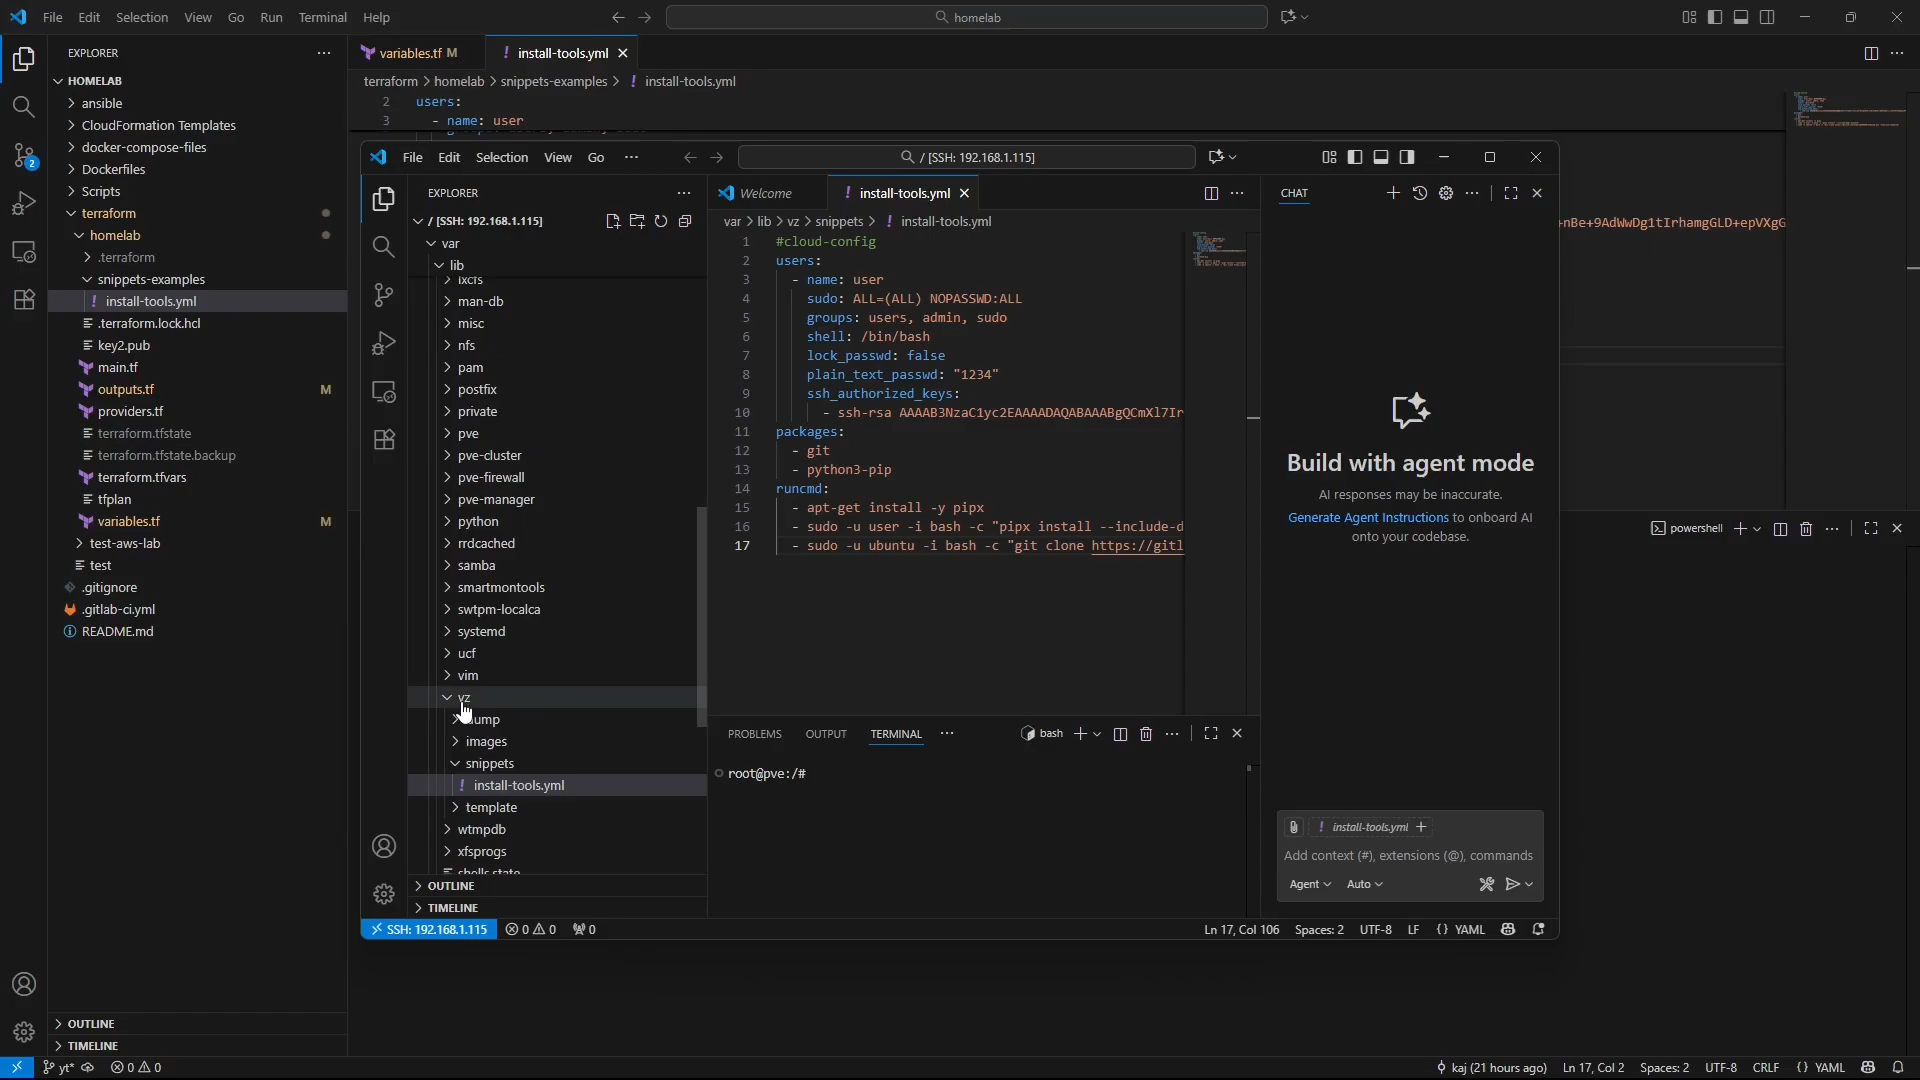 File Edit Selection View Go Run Terminal Help
homelab
EXPLORER
HOMELAB
ansible
CloudFormation Templates
docker-compose-files
Dockerfiles
Scripts
terraform
homelab
.terraform
snippets-examples
install-tools.yml
.terraform.lock.hcl
key2.pub
main.tf
outputs.tf M
providers.tf
terraform.tfstate
terraform.tfstate.backup
terraform.tfvars
tfplan
variables.tf M
test-aws-lab
test
.gitignore
.gitlab-ci.yml
README.md
OUTLINE
TIMELINE
2
variables.tf M
install-tools.yml
terraform > homelab > snippets-examples > install-tools.yml
2 users:
3 - name: user
nBe+9AdWwDg1tIrhamgGLD+epVXgG
powershell
File Edit Selection View Go
/ [SSH: 192.168.1.115]
EXPLORER
/ [SSH: 192.168.1.115]
var
lib
lxcfs
man-db
misc
nfs
pam
postfix
private
pve
pve-cluster
pve-firewall
pve-manager
python
rrdcached
samba
smartmontools
swtpm-localca
systemd
ucf
vim
vz
dump
images
snippets
install-tools.yml
template
wtmpdb
xfsprogs
shells.state
OUTLINE
TIMELINE
Welcome
install-tools.yml
var > lib > vz > snippets > install-tools.yml
1 #cloud-config
2 users:
3 - name: user
4 sudo: ALL=(ALL) NOPASSWD:ALL
5 groups: users, admin, sudo
6 shell: /bin/bash
7 lock_passwd: false
8 plain_text_passwd: "1234"
9 ssh_authorized_keys:
10 - ssh-rsa AAAAB3NzaC1yc2EAAAADAQABAAABgQCmXl7Ir
11 packages:
12 - git
13 - python3-pip
14 runcmd:
15 - apt-get install -y pipx
16 - sudo -u user -i bash -c "pipx install --include-d
17 - sudo -u ubuntu -i bash -c "git clone https://gitl
PROBLEMS OUTPUT TERMINAL
bash
root@pve:/#
CHAT
Build with agent mode
AI responses may be inaccurate.
Generate Agent Instructions to onboard AI
onto your codebase.
install-tools.yml
Add context (#), extensions (@), commands
Agent Auto
SSH: 192.168.1.115 0 0 0
Ln 17, Col 106 Spaces: 2 UTF-8 LF {} YAML
yt* 0 0
kaj (21 hours ago) Ln 17, Col 2 Spaces: 2 UTF-8 CRLF {} YAML